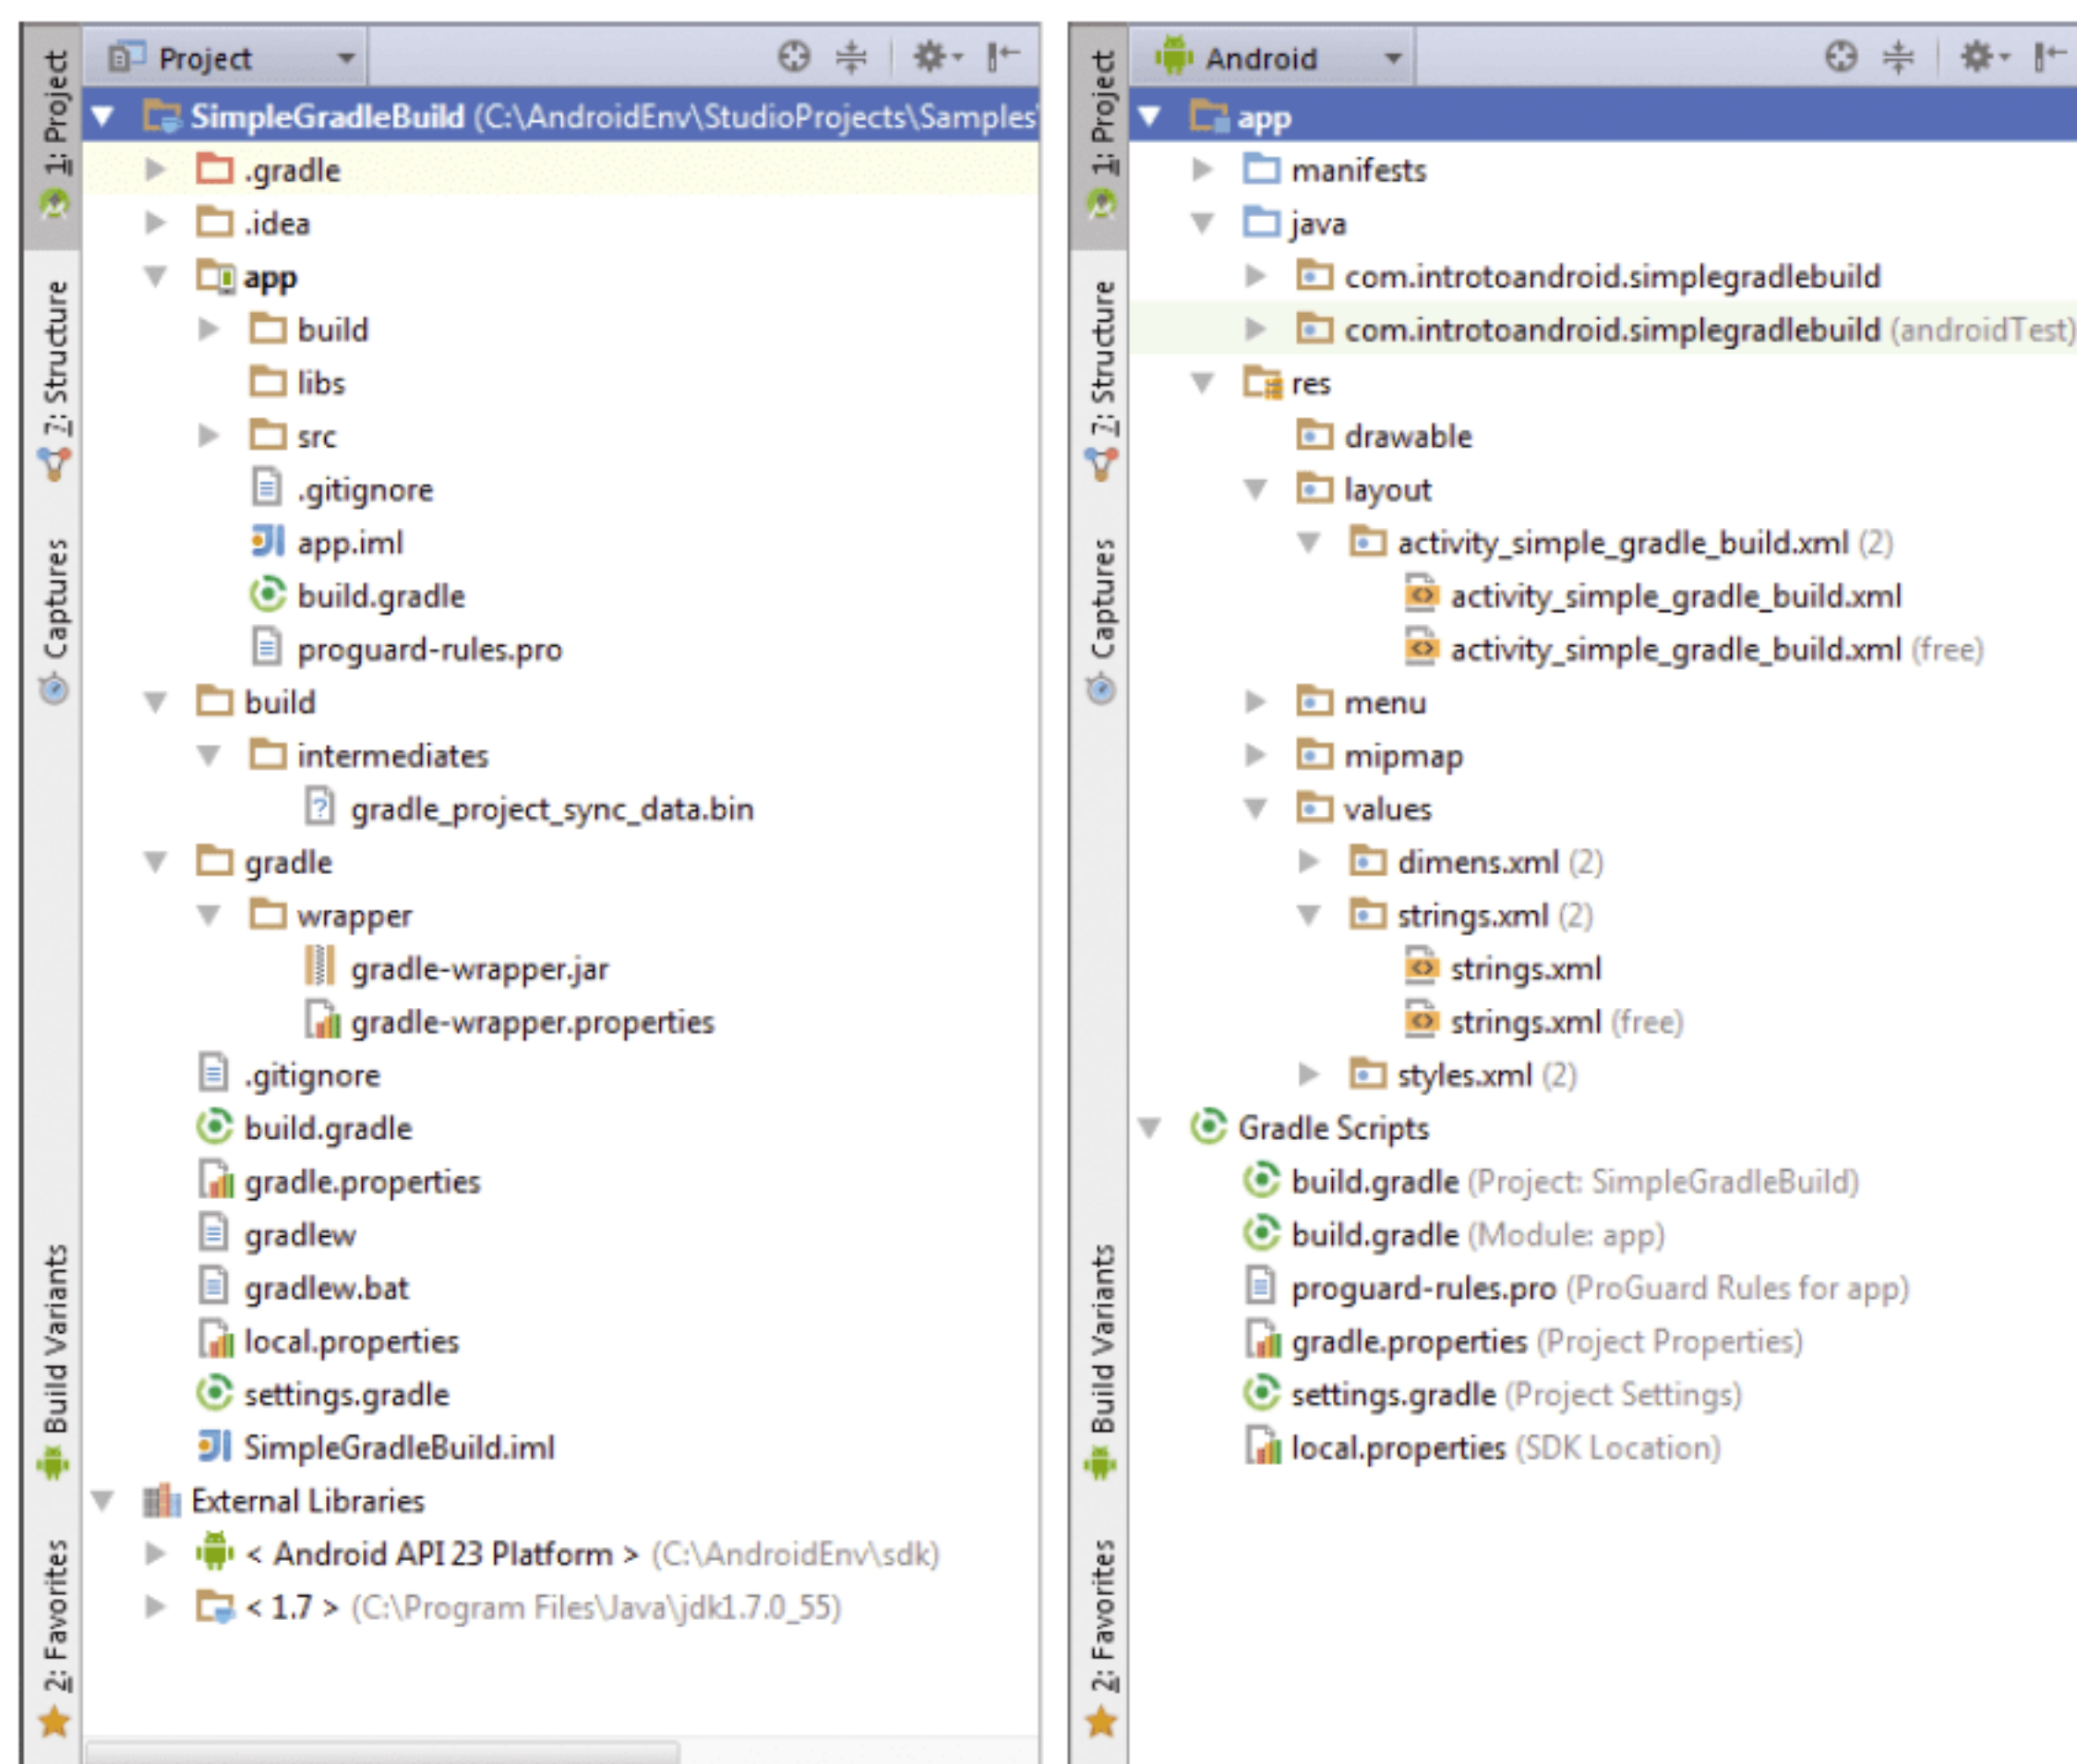 Project
SimpleGradleBuild (C:\AndroidEnv\StudioProjects\Samples
.gradle
.idea
app
build
libs
src
.gitignore
app.iml
build.gradle
proguard-rules.pro
build
intermediates
gradle_project_sync_data.bin
gradle
wrapper
gradle-wrapper.jar
gradle-wrapper.properties
.gitignore
build.gradle
gradle.properties
gradlew
gradlew.bat
local.properties
settings.gradle
SimpleGradleBuild.iml
External Libraries
< Android API 23 Platform > (C:\AndroidEnv\sdk)
< 1.7 > (C:\Program Files\Java\jdk1.7.0_55)
1: Project
7: Structure
Captures
Build Variants
2: Favorites
Android
app
manifests
java
com.introtoandroid.simplegradlebuild
com.introtoandroid.simplegradlebuild (androidTest)
res
drawable
layout
activity_simple_gradle_build.xml (2)
activity_simple_gradle_build.xml
activity_simple_gradle_build.xml (free)
menu
mipmap
values
dimens.xml (2)
strings.xml (2)
strings.xml
strings.xml (free)
styles.xml (2)
Gradle Scripts
build.gradle (Project: SimpleGradleBuild)
build.gradle (Module: app)
proguard-rules.pro (ProGuard Rules for app)
gradle.properties (Project Properties)
settings.gradle (Project Settings)
local.properties (SDK Location)
1: Project
7: Structure
Captures
Build Variants
2: Favorites